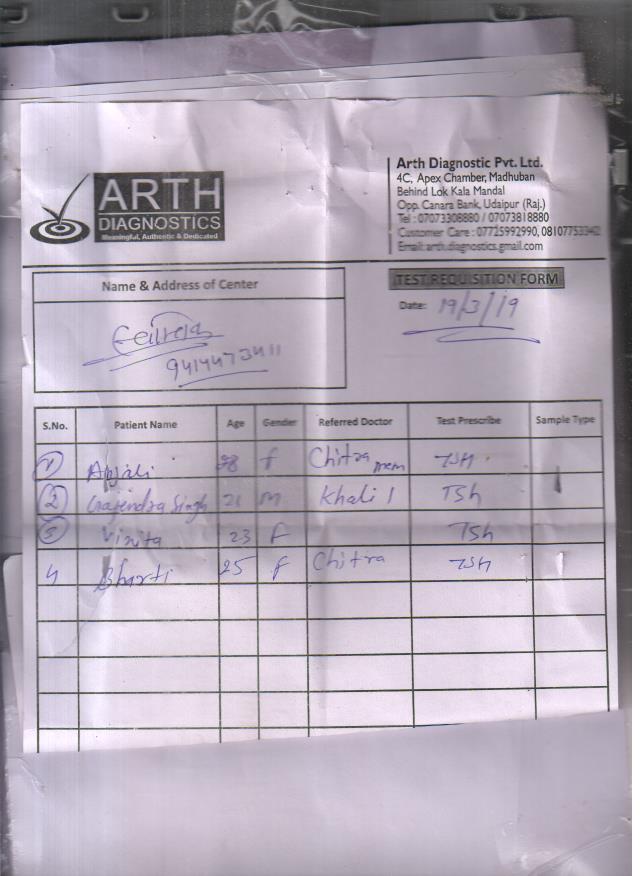 ARTH
DIAGNOSTICS
Meaningful, Authentic & Dedicated
Arth Diagnostic Pvt. Ltd.
4C, Apex Chamber, Madhuban
Behind Lok Kala Mandal
Opp. Canara Bank, Udaipur (Raj.)
Tel : 07073308880 / 07073818880
Customer Care : 07725992990, 08107753342
Email: arth.diagnostics.gmail.com
Name & Address of Center
TEST REQUISITION FORM
Date: 19/3/19
9414473411
S.No. Patient Name Age Gender Referred Doctor Test Prescribe Sample Type
1 Anjali 28 f Chitra mem TSH
2 Gajendra Singh 21 m Khalil TSh
3 Vinita 23 F TSh
4 Bharti 25 f Chitra TSH